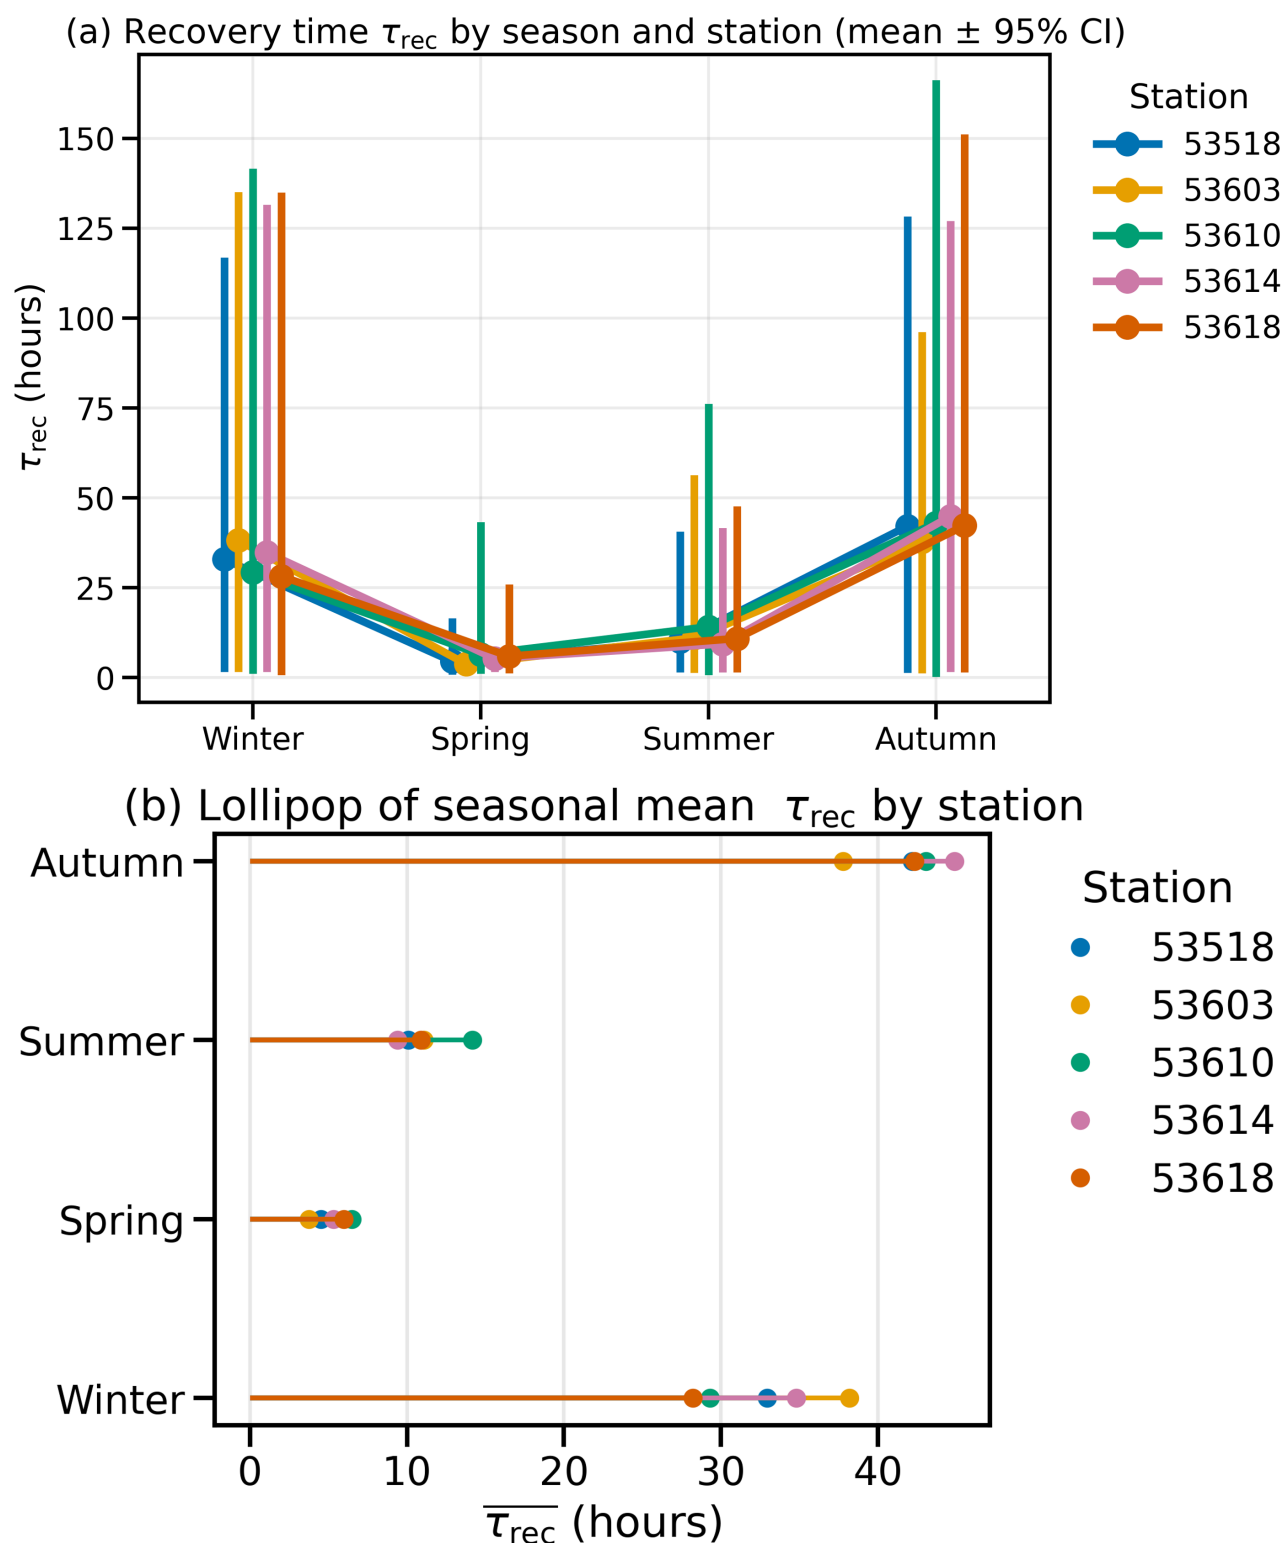 (a) Recovery time τrec by season and station (mean ± 95% CI)
τrec (hours)
150
125
100
75
50
25
0
Winter
Spring
Summer
Autumn
Station
53518
53603
53610
53614
53618
(b) Lollipop of seasonal mean τrec by station
Autumn
Summer
Spring
Winter
0
10
20
30
40
τrec (hours)
Station
53518
53603
53610
53614
53618